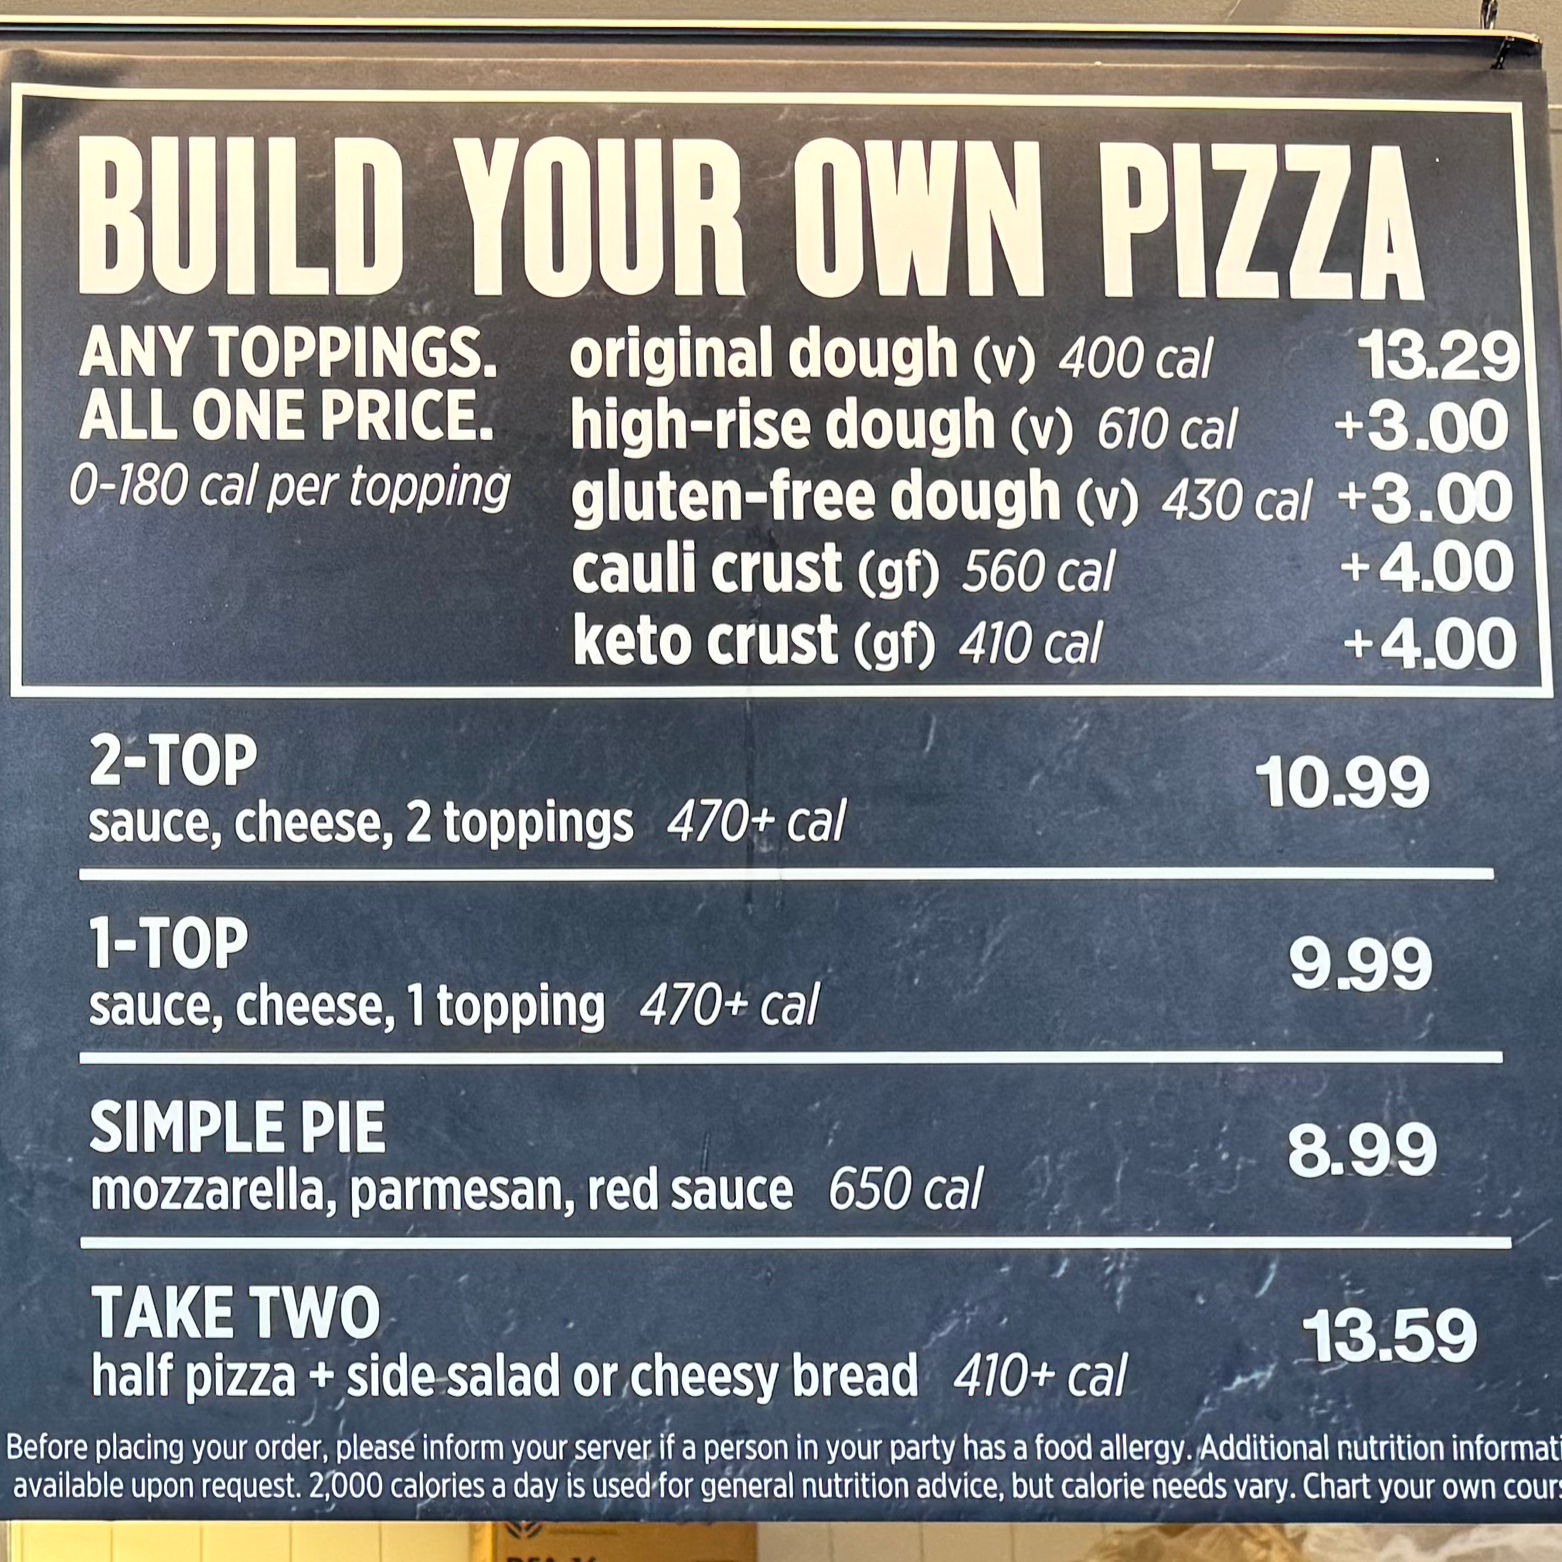 BUILD YOUR OWN PIZZA
ANY TOPPINGS.
ALL ONE PRICE.
0-180 cal per topping
original dough (v) 400 cal 13.29
high-rise dough (v) 610 cal +3.00
gluten-free dough (v) 430 cal +3.00
cauli crust (gf) 560 cal +4.00
keto crust (gf) 410 cal +4.00
2-TOP 10.99
sauce, cheese, 2 toppings 470+ cal
1-TOP 9.99
sauce, cheese, 1 topping 470+ cal
SIMPLE PIE 8.99
mozzarella, parmesan, red sauce 650 cal
TAKE TWO 13.59
half pizza + side salad or cheesy bread 410+ cal
Before placing your order, please inform your server if a person in your party has a food allergy. Additional nutrition informati
available upon request. 2,000 calories a day is used for general nutrition advice, but calorie needs vary. Chart your own cour